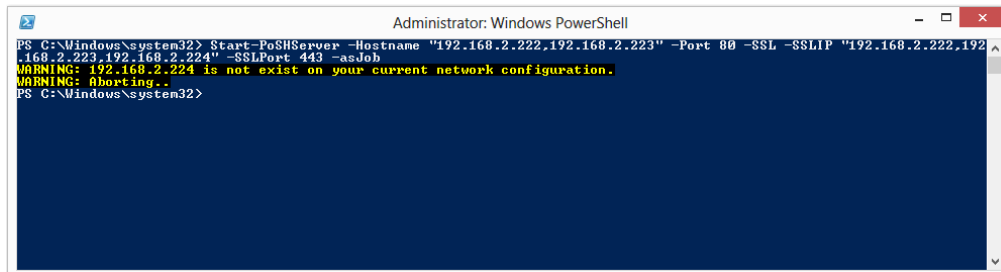 Administrator: Windows PowerShell
PS C:\Windows\system32> Start-PoSHServer -Hostname "192.168.2.222,192.168.2.223" -Port 80 -SSL -SSLIP "192.168.2.222,192
.168.2.223,192.168.2.224" -SSLPort 443 -asJob
WARNING: 192.168.2.224 is not exist on your current network configuration.
WARNING: Aborting..
PS C:\Windows\system32>